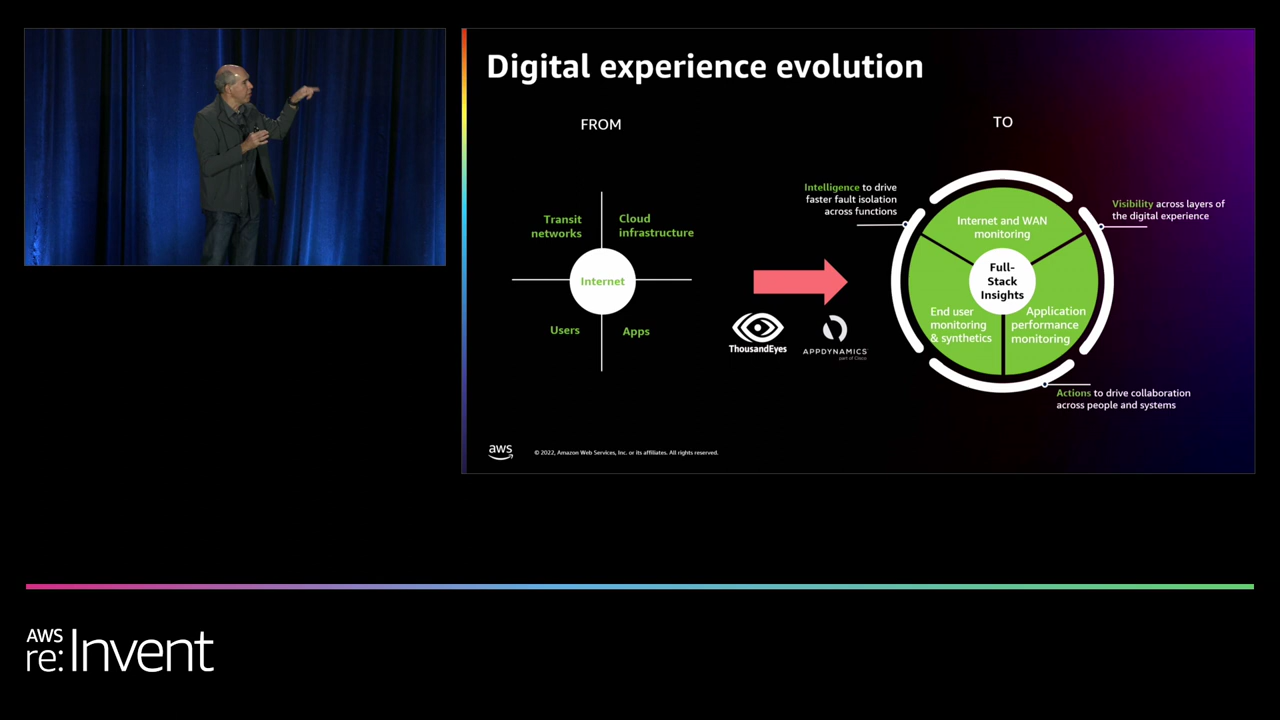 Digital experience evolution
FROM
TO
Transit
networks
Cloud
infrastructure
Internet
Users
Apps
ThousandEyes
APPDYNAMICS
part of Cisco
Intelligence to drive
faster fault isolation
across functions
Visibility across layers of
the digital experience
Internet and WAN
monitoring
Full-
Stack
Insights
End user
monitoring
& synthetics
Application
performance
monitoring
Actions to drive collaboration
across people and systems
aws
© 2022, Amazon Web Services, Inc. or its affiliates. All rights reserved.
AWS
re:Invent